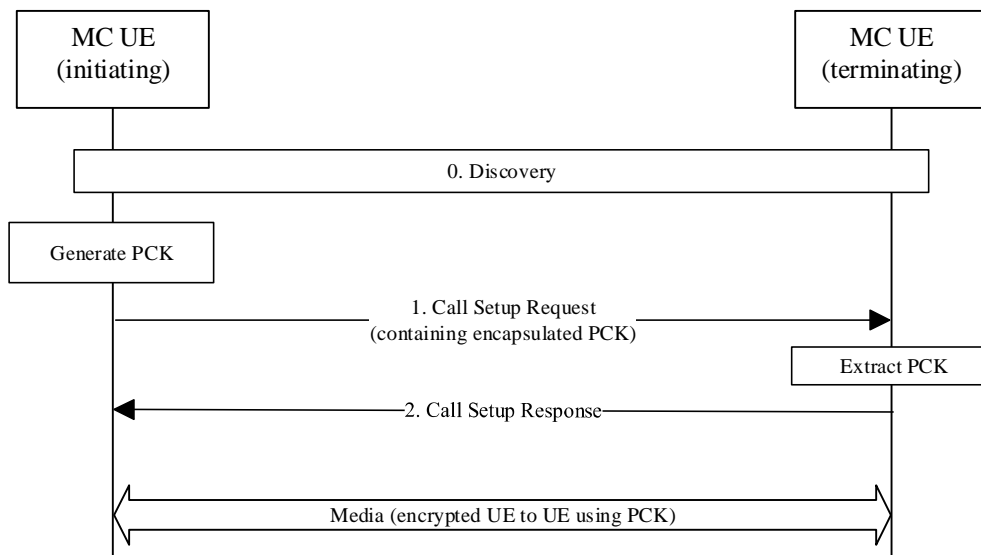 MC UE
(initiating)
MC UE
(terminating)
0. Discovery
Generate PCK
1. Call Setup Request
(containing encapsulated PCK)
Extract PCK
2. Call Setup Response
Media (encrypted UE to UE using PCK)